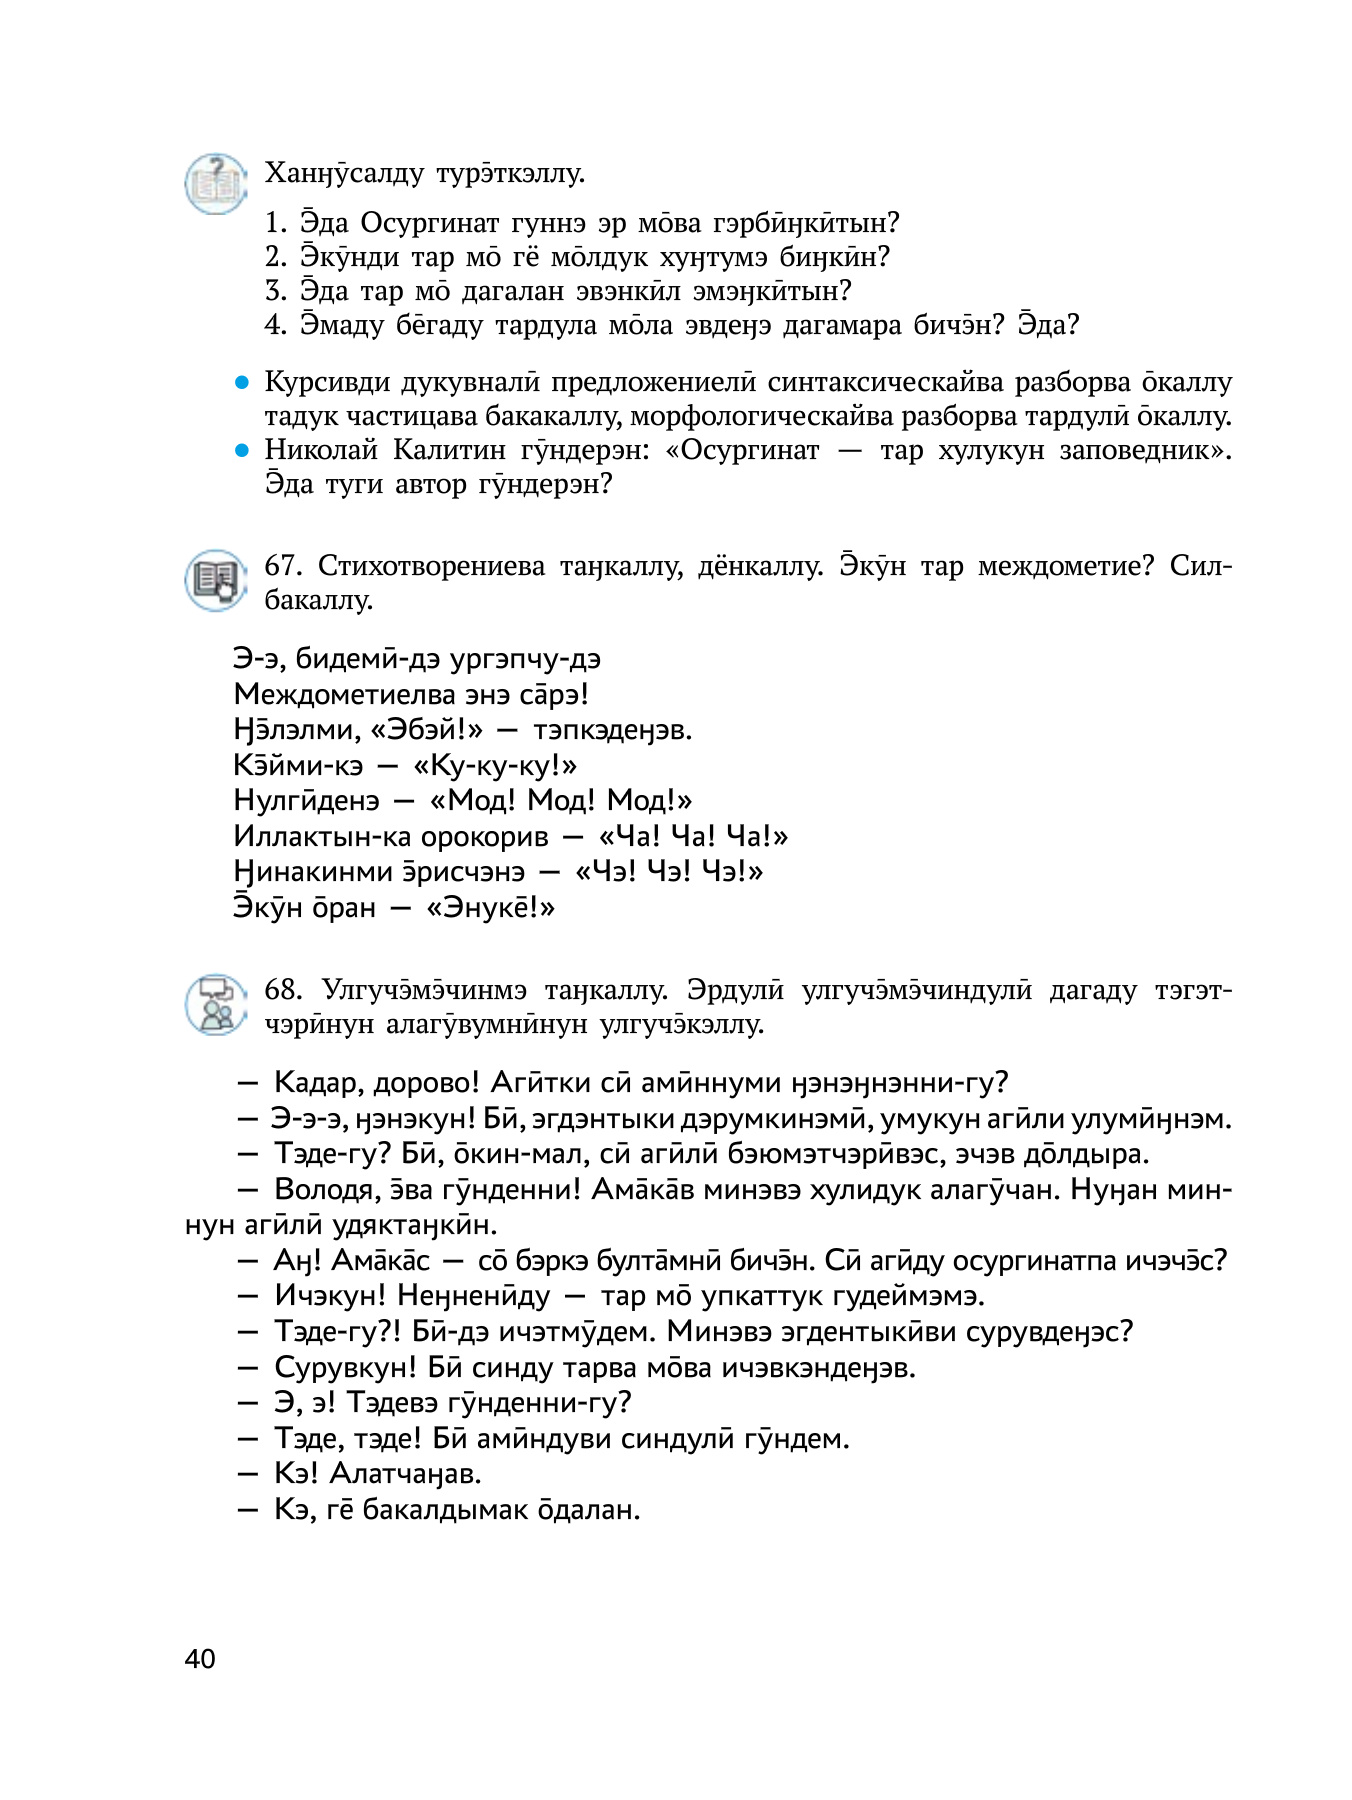 Ханӈӯсалду турэ̄ткэллу.
1. Э̄да Осургинат гуннэ эр мо̄ва гэрбӣӈкӣтын?
2. Э̄кӯнди тар мо̄ гё мо̄лдук хуӈтумэ биӈкӣн?
3. Э̄да тар мо̄ дагалан эвэнкӣл эмэӈкӣтын?
4. Э̄маду бе̄гаду тардула мо̄ла эвдеӈэ дагамара бичэ̄н? Э̄да?
● Курсивди дукувналӣ предложениелӣ синтаксическайва разборва о̄каллу
тадук частицава бакакаллу, морфологическайва разборва тардулӣ о̄каллу.
● Николай Калитин гӯндерэн: «Осургинат — тар хулукун заповедник».
Э̄да туги автор гӯндерэн?
67. Стихотворениева таӈкаллу, дёнкаллу. Э̄кӯн тар междометие? Сил-
бакаллу.
Э-э, бидемӣ-дэ ургэпчу-дэ
Междометиелва энэ са̄рэ!
Ӈэ̄лэлми, «Эбэй!» — тэпкэдеӈэв.
Кэ̄йми-кэ — «Ку-ку-ку!»
Нулгӣденэ — «Мод! Мод! Мод!»
Иллактын-ка орокорив — «Ча! Ча! Ча!»
Ӈинакинми э̄рисчэнэ — «Чэ! Чэ! Чэ!»
Э̄кӯн о̄ран — «Энуке̄!»
68. Улгучэ̄мэ̄чинмэ таӈкаллу. Эрдулӣ улгучэ̄мэ̄чиндулӣ дагаду тэгэт-
чэрӣнун алагӯвумнӣнун улгучэ̄кэллу.
— Кадар, дорово! Агӣтки сӣ амӣннуми ӈэнэӈнэнни-гу?
— Э-э-э, ӈэнэкун! Бӣ, эгдэнтыки дэрумкинэмӣ, умукун агӣли улумӣӈнэм.
— Тэде-гу? Бӣ, о̄кин-мал, сӣ агӣлӣ бэюмэтчэрӣвэс, эчэв до̄лдыра.
— Володя, э̄ва гӯнденни! Ама̄ка̄в минэвэ хулидук алагӯчан. Нуӈан мин-
нун агӣлӣ удяктаӈкӣн.
— Аӈ! Ама̄ка̄с — со̄ бэркэ булта̄мнӣ бичэ̄н. Сӣ агӣду осургинатпа ичэчэ̄с?
— Ичэкун! Неӈненӣду — тар мо̄ упкаттук гудеймэмэ.
— Тэде-гу?! Бӣ-дэ ичэтмӯдем. Минэвэ эгдентыкӣви сурувдеӈэс?
— Сурувкун! Бӣ синду тарва мо̄ва ичэвкэндеӈэв.
— Э, э! Тэдевэ гӯнденни-гу?
— Тэде, тэде! Бӣ амӣндуви синдулӣ гӯндем.
— Кэ! Алатчаӈав.
— Кэ, ге̄ бакалдымак о̄далан.
40